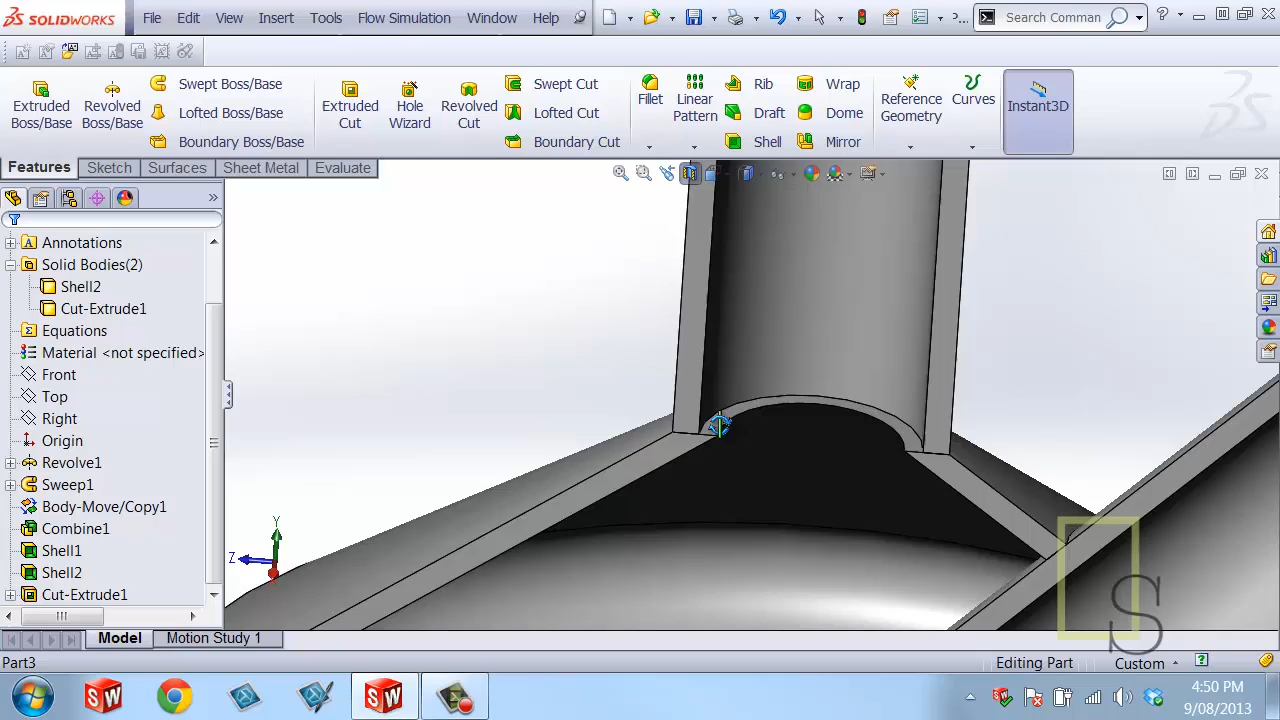 SOLIDWORKS File Edit View Insert Tools Flow Simulation Window Help Search Comman
Extruded Boss/Base
Revolved Boss/Base
Swept Boss/Base
Lofted Boss/Base
Boundary Boss/Base
Extruded Cut
Hole Wizard
Revolved Cut
Swept Cut
Lofted Cut
Boundary Cut
Fillet
Linear Pattern
Rib
Draft
Shell
Wrap
Dome
Mirror
Reference Geometry
Curves
Instant3D
Features Sketch Surfaces Sheet Metal Evaluate
Annotations
Solid Bodies(2)
Shell2
Cut-Extrude1
Equations
Material <not specified>
Front
Top
Right
Origin
Revolve1
Sweep1
Body-Move/Copy1
Combine1
Shell1
Shell2
Cut-Extrude1
Y
Z
S
Model Motion Study 1
Part3 Editing Part Custom
SW SW 4:50 PM
9/08/2013